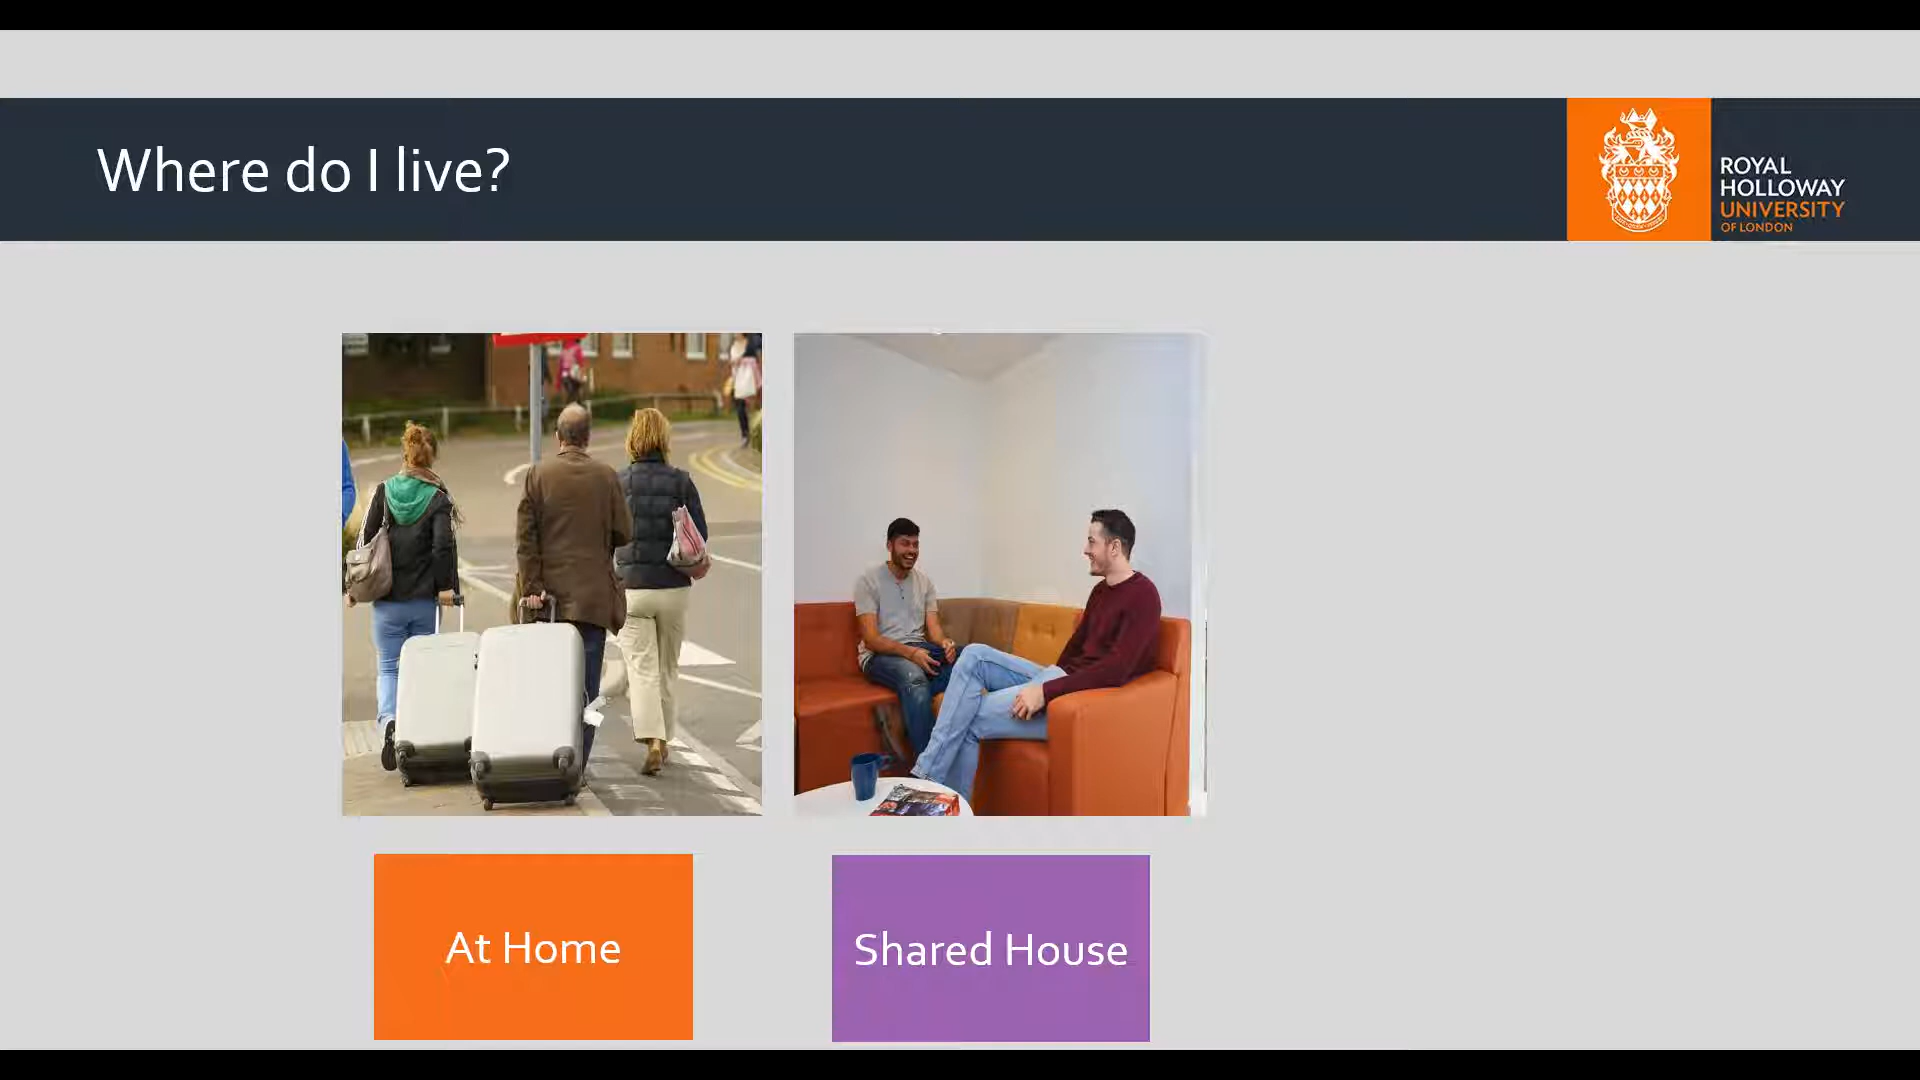 Where do I live?
ROYAL
HOLLOWAY
UNIVERSITY
OF LONDON
At Home
Shared House